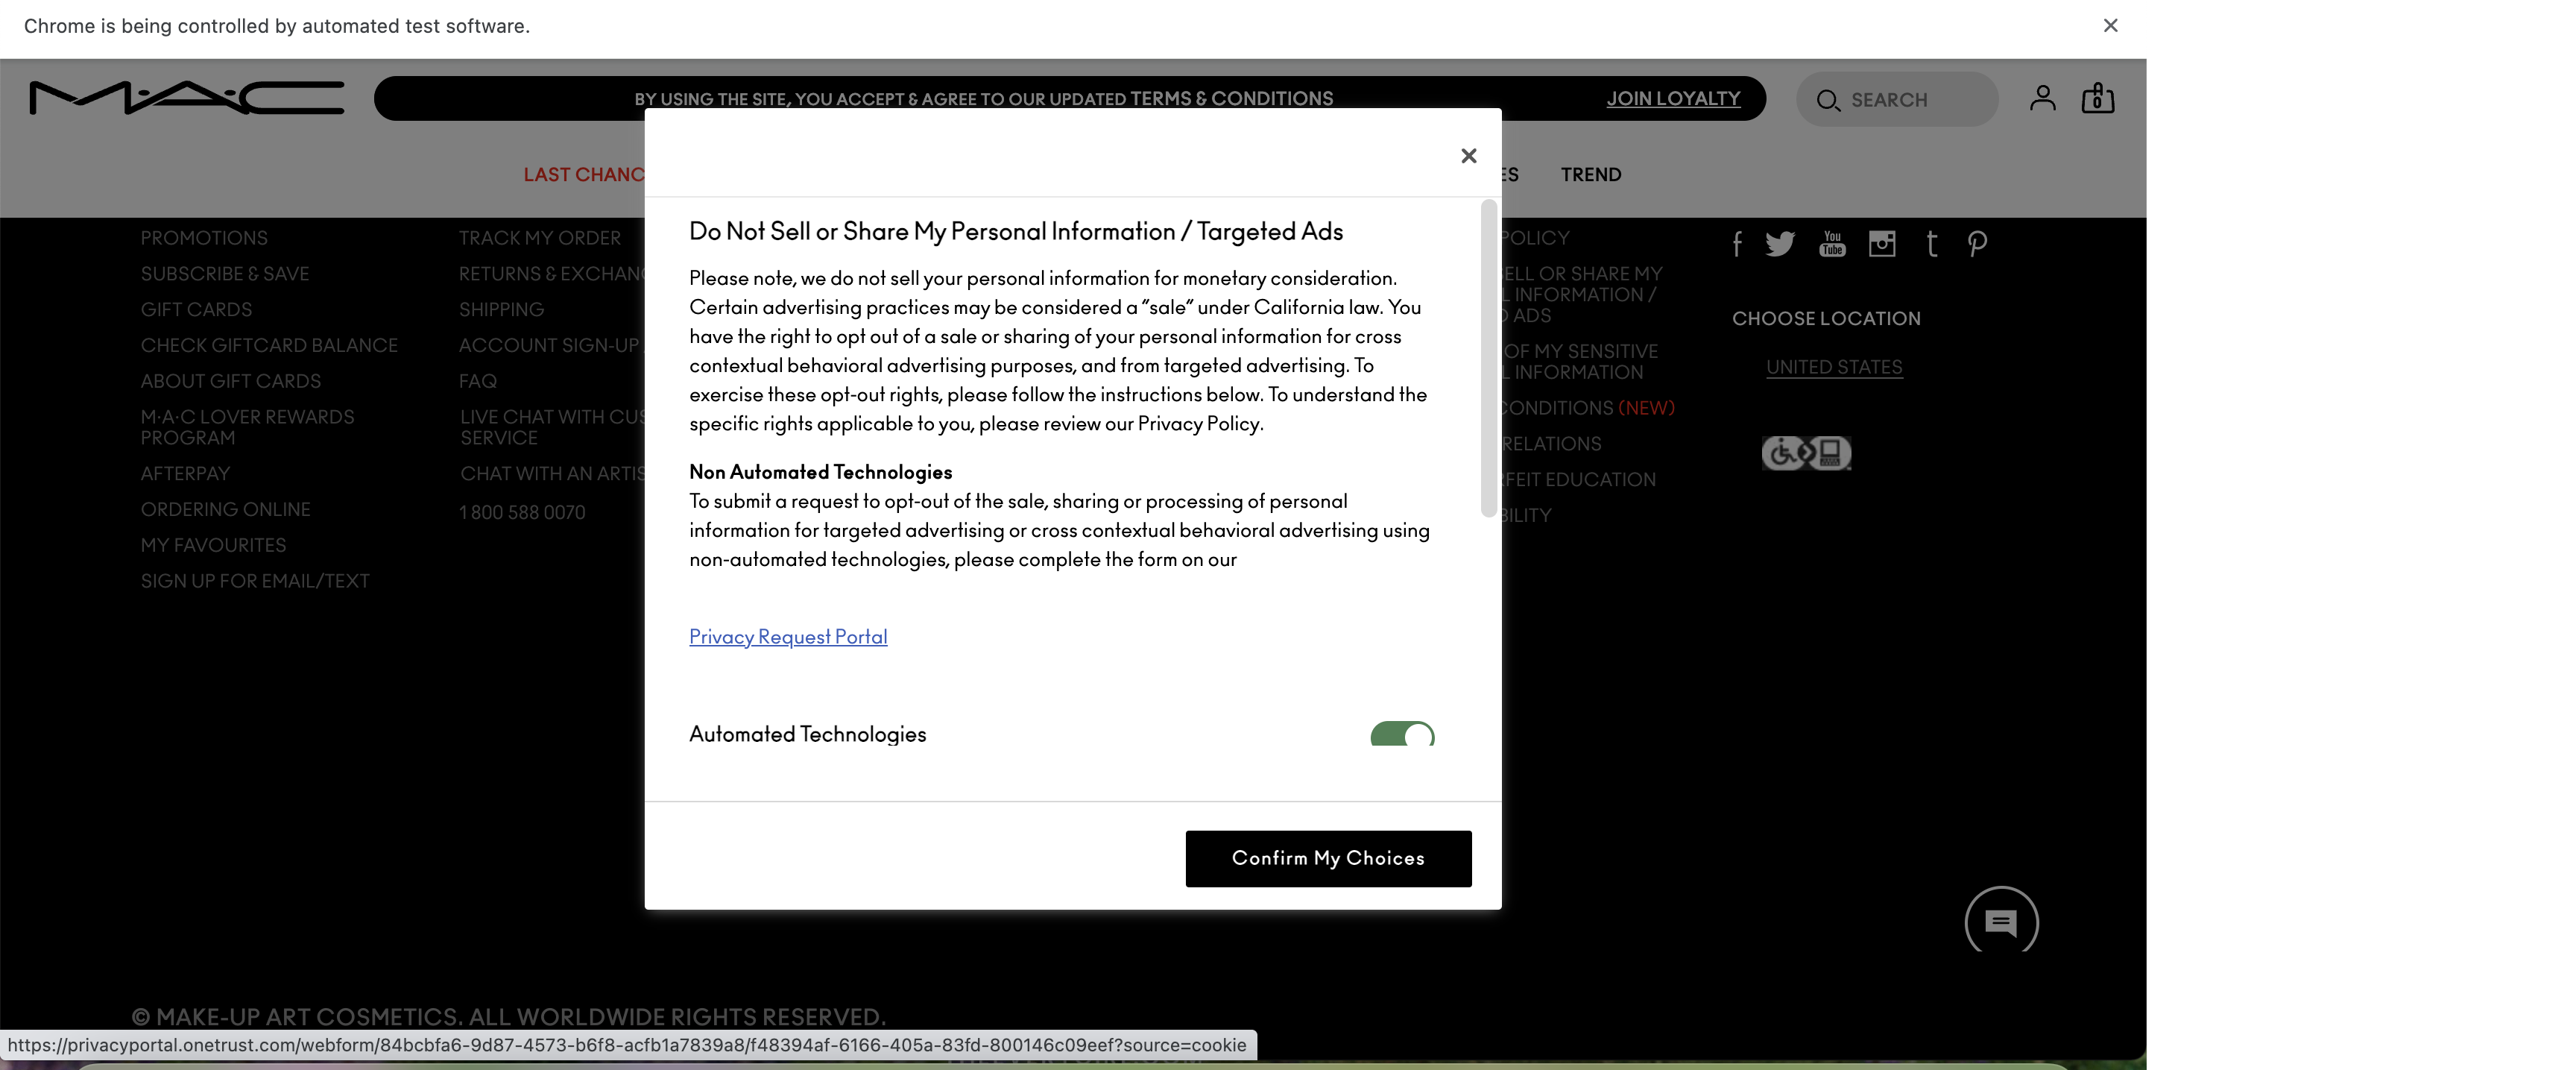 Chrome is being controlled by automated test software.
MAC
BY USING THE SITE, YOU ACCEPT & AGREE TO OUR UPDATED TERMS & CONDITIONS
JOIN LOYALTY
SEARCH
0
LAST CHANC
ES
TREND
Do Not Sell or Share My Personal Information / Targeted Ads
Please note, we do not sell your personal information for monetary consideration.
Certain advertising practices may be considered a "sale" under California law. You
have the right to opt out of a sale or sharing of your personal information for cross
contextual behavioral advertising purposes, and from targeted advertising. To
exercise these opt-out rights, please follow the instructions below. To understand the
specific rights applicable to you, please review our Privacy Policy.
Non Automated Technologies
To submit a request to opt-out of the sale, sharing or processing of personal
information for targeted advertising or cross contextual behavioral advertising using
non-automated technologies, please complete the form on our
Privacy Request Portal
Automated Technologies
Confirm My Choices
PROMOTIONS
SUBSCRIBE & SAVE
GIFT CARDS
CHECK GIFTCARD BALANCE
ABOUT GIFT CARDS
M·A·C LOVER REWARDS
PROGRAM
AFTERPAY
ORDERING ONLINE
MY FAVOURITES
SIGN UP FOR EMAIL/TEXT
TRACK MY ORDER
RETURNS & EXCHANG
SHIPPING
ACCOUNT SIGN-UP
FAQ
LIVE CHAT WITH CUS
SERVICE
CHAT WITH AN ARTIS
1 800 588 0070
POLICY
ELL OR SHARE MY
L INFORMATION /
D ADS
OF MY SENSITIVE
L INFORMATION
CONDITIONS (NEW)
RELATIONS
RFEIT EDUCATION
BILITY
You
Tube
CHOOSE LOCATION
UNITED STATES
© MAKE-UP ART COSMETICS. ALL WORLDWIDE RIGHTS RESERVED.
https://privacyportal.onetrust.com/webform/84bcbfa6-9d87-4573-b6f8-acfb1a7839a8/f48394af-6166-405a-83fd-800146c09eef?source=cookie